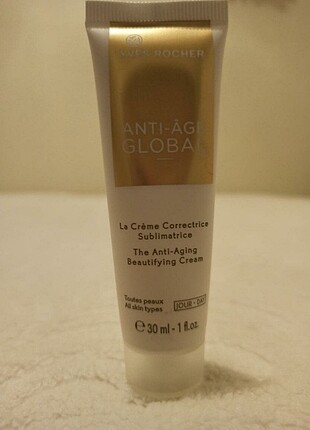 YVES ROCHER
ANTI-ÂGE
GLOBAL
La Crème Correctrice
Sublimatrice
The Anti-Aging
Beautifying Cream
Toutes peaux
All skin types
JOUR • DAY
℮ 30 ml - 1 fl.oz.